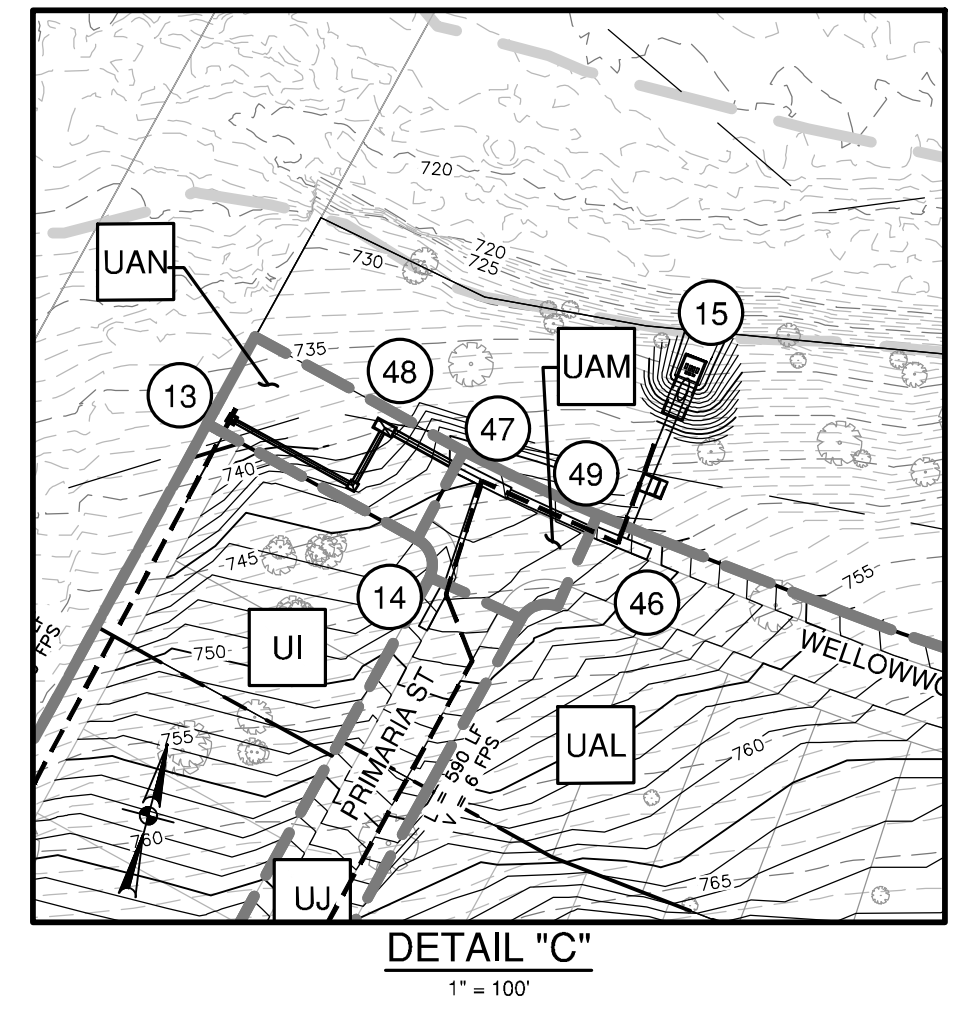 720
720
725
730
UAN
15
735
48
UAM
13
47
49
740
745
755
14
46
UI
750
WELLOWWO
FPS
755
PRIMARIA ST
L = 590 LF
V = 6 FPS
UAL
760
760
765
UJ
DETAIL "C"
1" = 100'